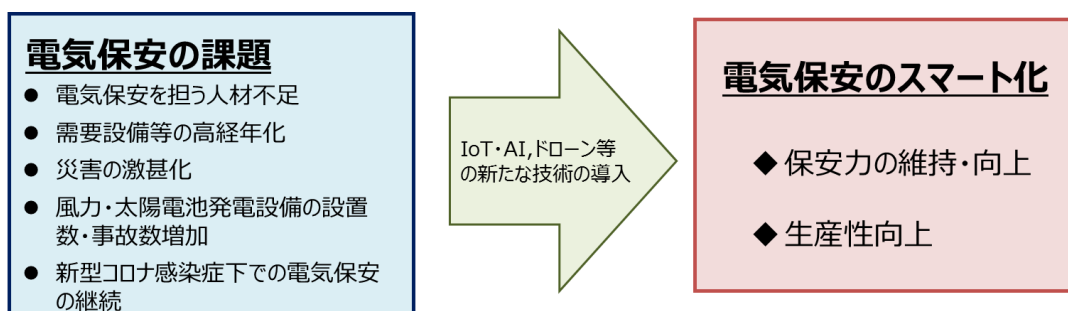 電気保安の課題
● 電気保安を担う人材不足
● 需要設備等の高経年化
● 災害の激甚化
● 風力・太陽電池発電設備の設置
数・事故数増加
● 新型コロナ感染症下での電気保安
の継続
IoT・AI,ドローン等
の新たな技術の導入
電気保安のスマート化
◆ 保安力の維持・向上
◆ 生産性向上